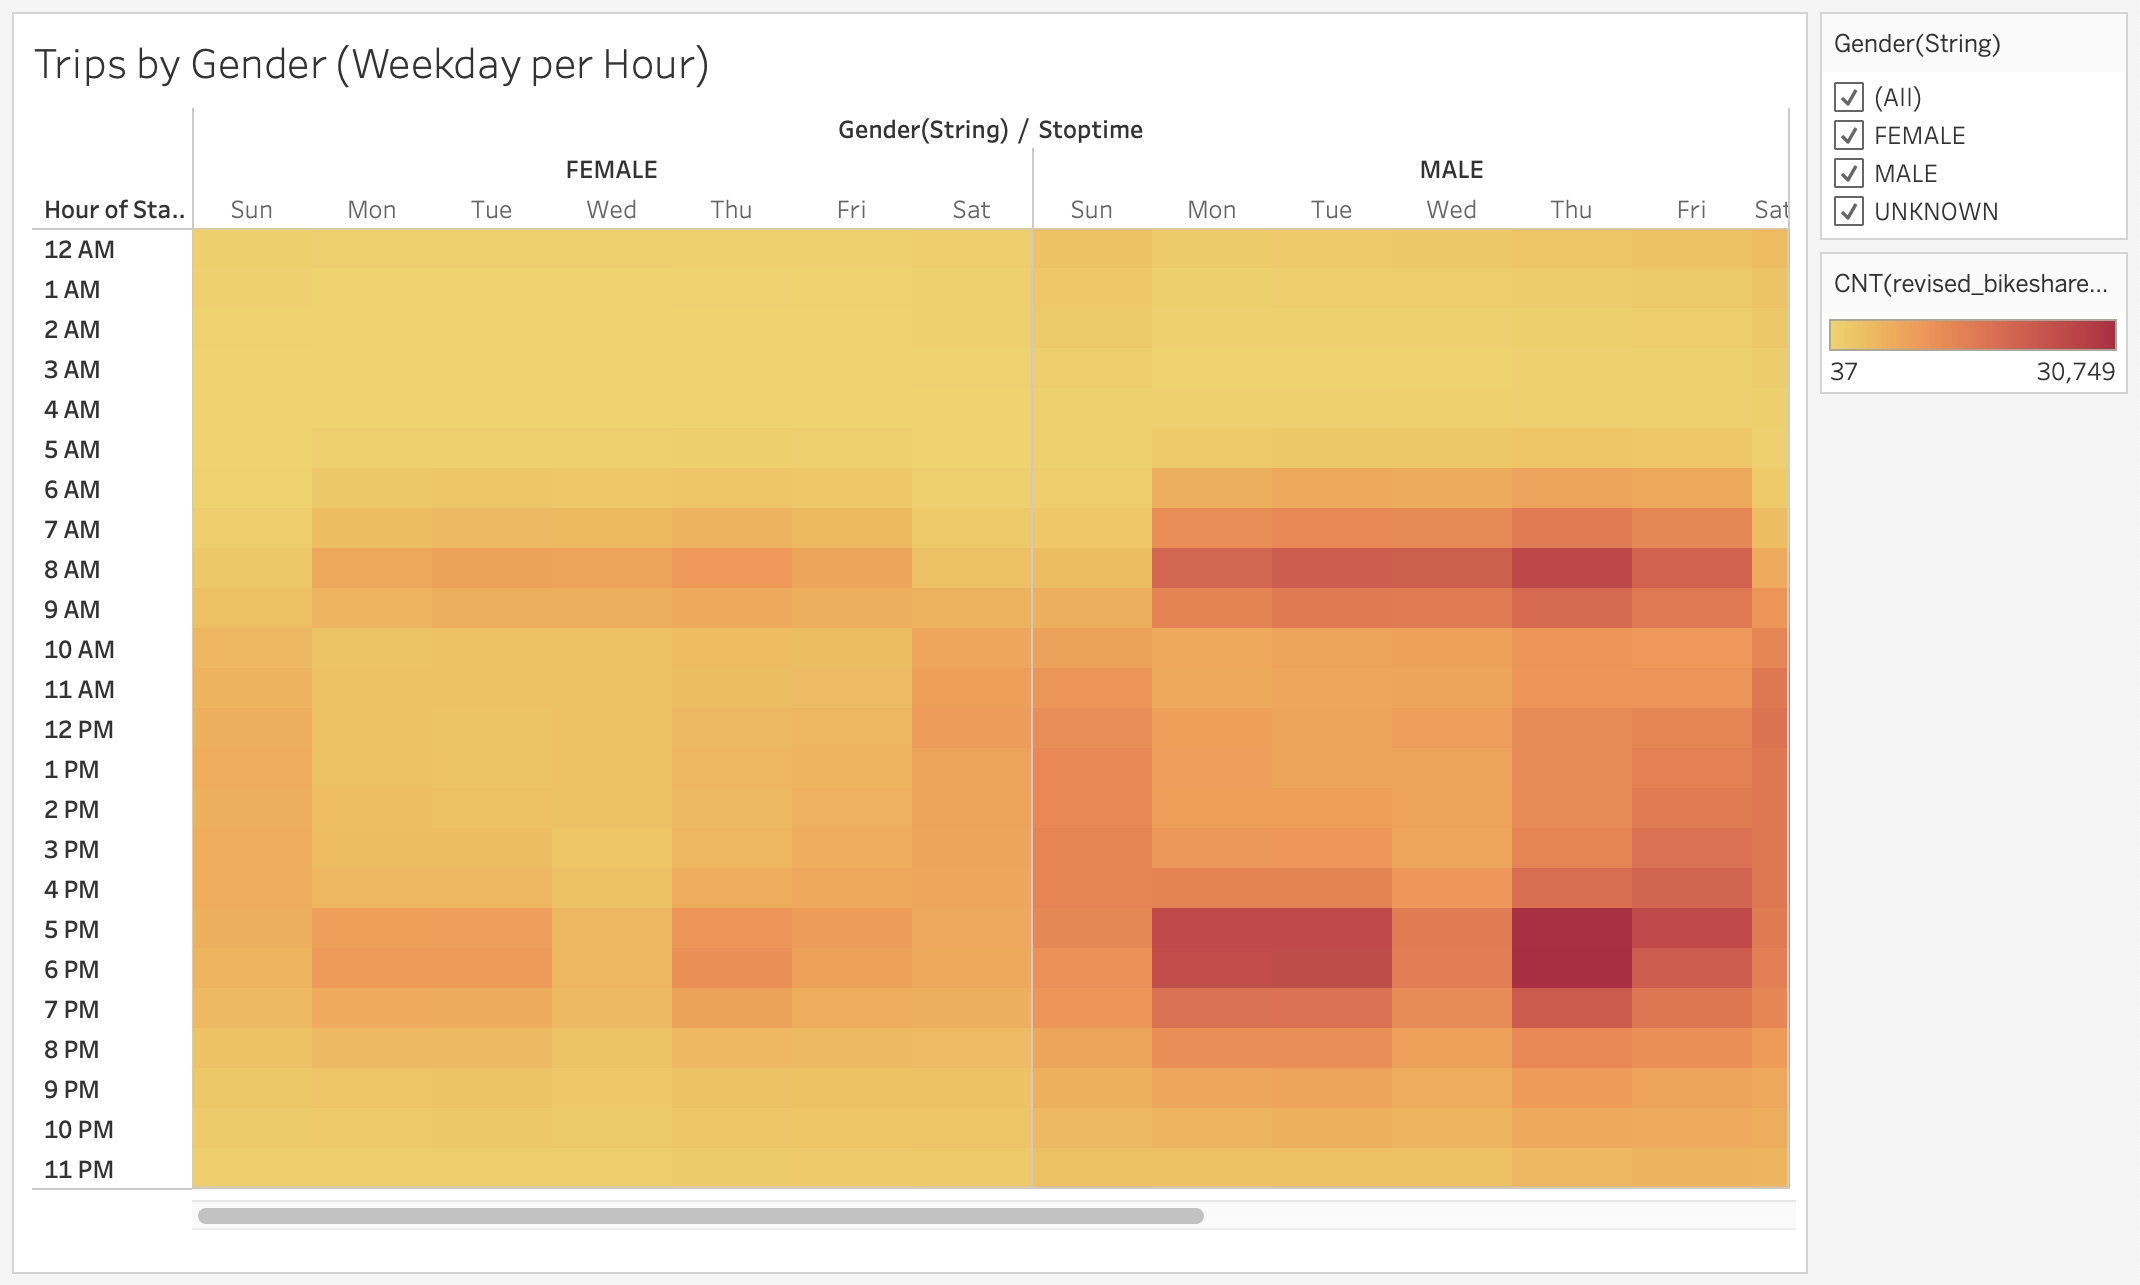 Trips by Gender (Weekday per Hour)
Gender(String) / Stoptime
FEMALE MALE
Hour of Sta.. Sun Mon Tue Wed Thu Fri Sat Sun Mon Tue Wed Thu Fri Sat
12 AM
1 AM
2 AM
3 AM
4 AM
5 AM
6 AM
7 AM
8 AM
9 AM
10 AM
11 AM
12 PM
1 PM
2 PM
3 PM
4 PM
5 PM
6 PM
7 PM
8 PM
9 PM
10 PM
11 PM
Gender(String)
(All)
FEMALE
MALE
UNKNOWN
CNT(revised_bikeshare...
37 30,749